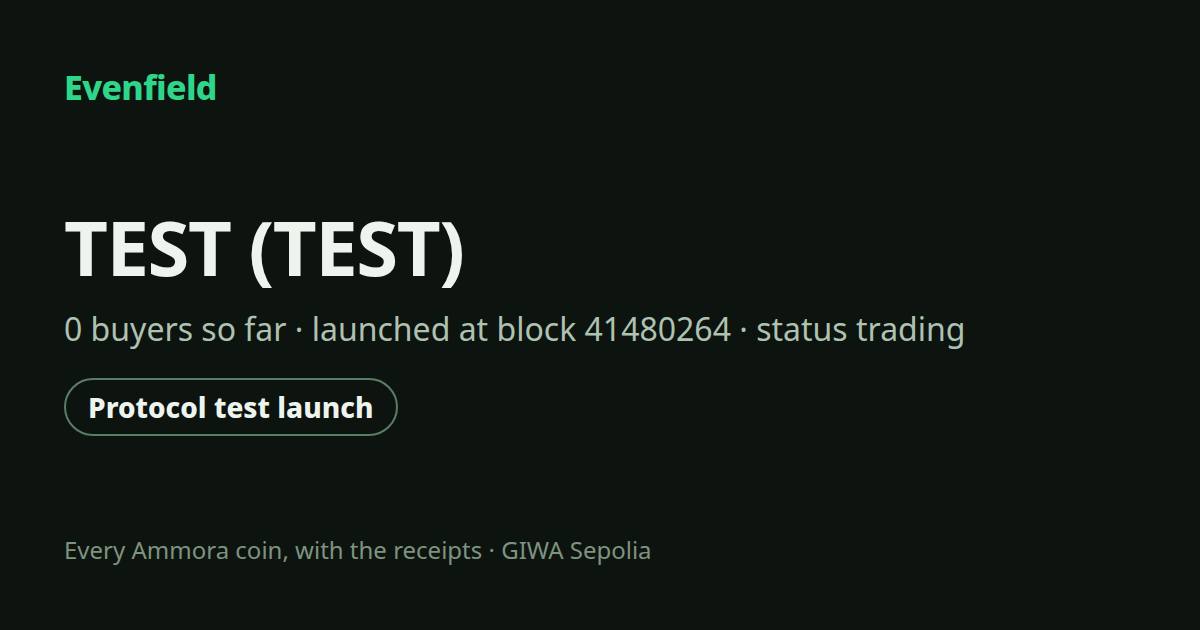 Evenfield
TEST (TEST)
0 buyers so far · launched at block 41480264 · status trading
Protocol test launch
Every Ammora coin, with the receipts · GIWA Sepolia